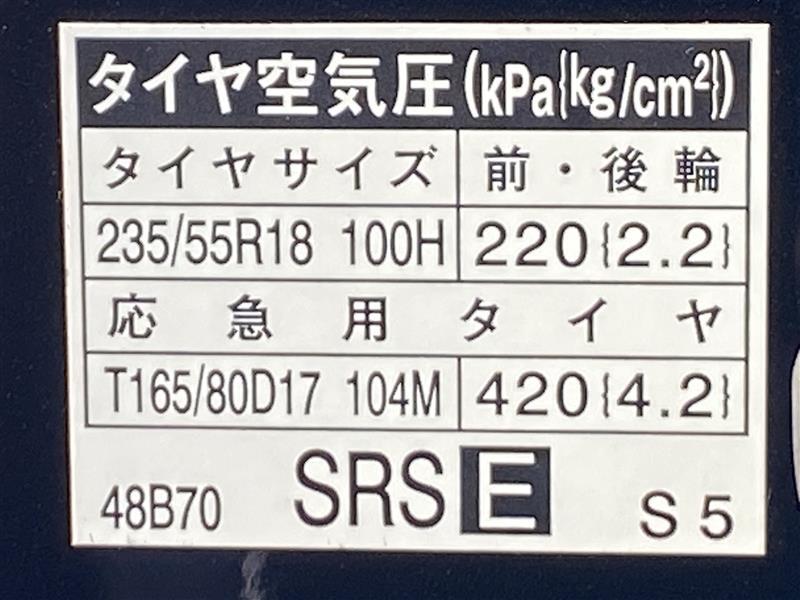 タイヤ空気圧(kPa{kg/cm²})
タイヤサイズ 前・後輪
235/55R18 100H 220{2.2}
応急用タイヤ
T165/80D17 104M 420{4.2}
48B70 SRS E S5